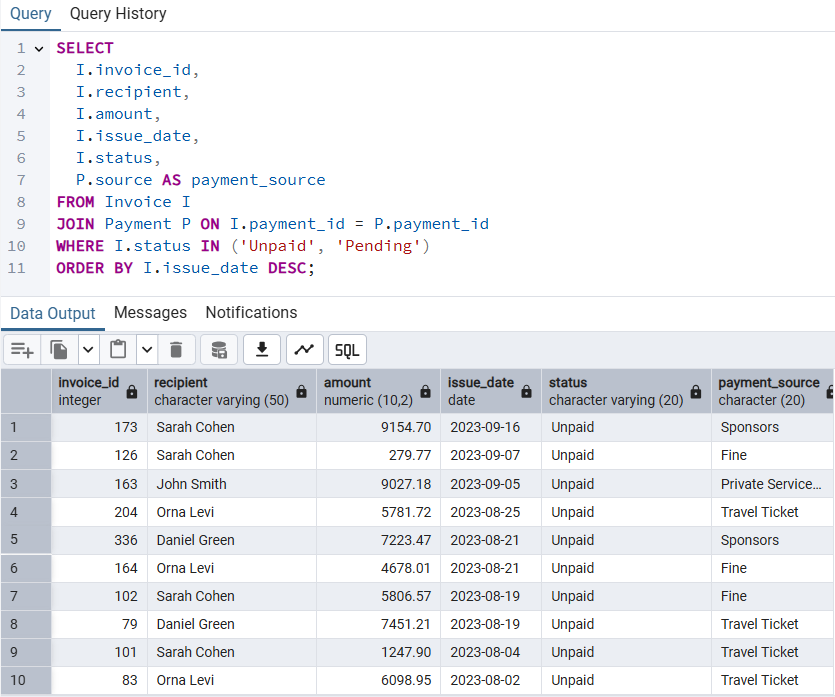 Query Query History
1 SELECT
2 I.invoice_id,
3 I.recipient,
4 I.amount,
5 I.issue_date,
6 I.status,
7 P.source AS payment_source
8 FROM Invoice I
9 JOIN Payment P ON I.payment_id = P.payment_id
10 WHERE I.status IN ('Unpaid', 'Pending')
11 ORDER BY I.issue_date DESC;
Data Output Messages Notifications
SQL
invoice_id recipient amount issue_date status payment_source
integer character varying (50) numeric (10,2) date character varying (20) character (20)
1 173 Sarah Cohen 9154.70 2023-09-16 Unpaid Sponsors
2 126 Sarah Cohen 279.77 2023-09-07 Unpaid Fine
3 163 John Smith 9027.18 2023-09-05 Unpaid Private Service…
4 204 Orna Levi 5781.72 2023-08-25 Unpaid Travel Ticket
5 336 Daniel Green 7223.47 2023-08-21 Unpaid Sponsors
6 164 Orna Levi 4678.01 2023-08-21 Unpaid Fine
7 102 Sarah Cohen 5806.57 2023-08-19 Unpaid Fine
8 79 Daniel Green 7451.21 2023-08-19 Unpaid Travel Ticket
9 101 Sarah Cohen 1247.90 2023-08-04 Unpaid Travel Ticket
10 83 Orna Levi 6098.95 2023-08-02 Unpaid Travel Ticket